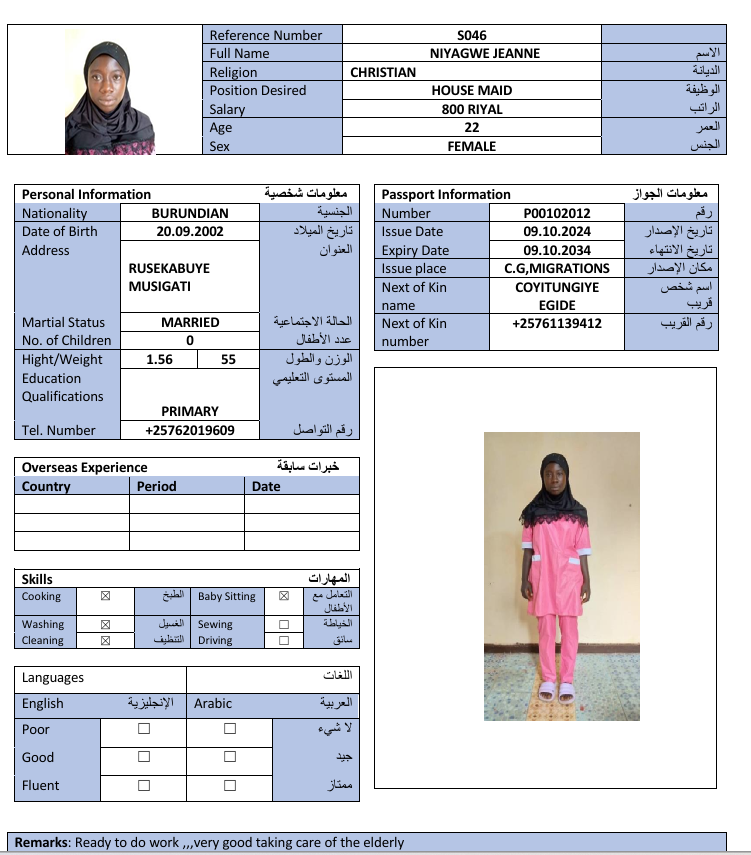 Reference Number S046
Full Name NIYAGWE JEANNE الاسم
Religion CHRISTIAN الديانة
Position Desired HOUSE MAID الوظيفة
Salary 800 RIYAL الراتب
Age 22 العمر
Sex FEMALE الجنس
Personal Information معلومات شخصية
Nationality BURUNDIAN الجنسية
Date of Birth 20.09.2002 تاريخ الميلاد
Address العنوان
RUSEKABUYE
MUSIGATI
Martial Status MARRIED الحالة الاجتماعية
No. of Children 0 عدد الأطفال
Hight/Weight 1.56 55 الوزن والطول
Education المستوى التعليمي
Qualifications
PRIMARY
Tel. Number +25762019609 رقم التواصل
Passport Information معلومات الجواز
Number P00102012 رقم
Issue Date 09.10.2024 تاريخ الإصدار
Expiry Date 09.10.2034 تاريخ الانتهاء
Issue place C.G,MIGRATIONS مكان الإصدار
Next of Kin COYITUNGIYE اسم شخص
name EGIDE قريب
Next of Kin +25761139412 رقم القريب
number
Overseas Experience خبرات سابقة
Country Period Date
Skills المهارات
Cooking ☒ الطبخ Baby Sitting ☒ التعامل مع
الأطفال
Washing ☒ الغسيل Sewing ☐ الخياطة
Cleaning ☒ التنظيف Driving ☐ سائق
Languages اللغات
English الإنجليزية Arabic العربية
Poor ☐ ☐ لا شيء
Good ☐ ☐ جيد
Fluent ☐ ☐ ممتاز
Remarks: Ready to do work ,,,very good taking care of the elderly